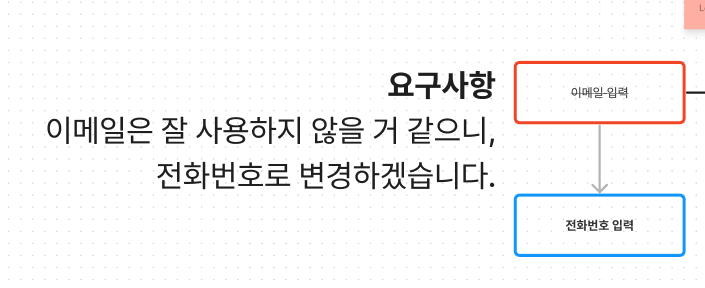 요구사항
이메일은 잘 사용하지 않을 거 같으니,
전화번호로 변경하겠습니다.
이메일 입력
전화번호 입력